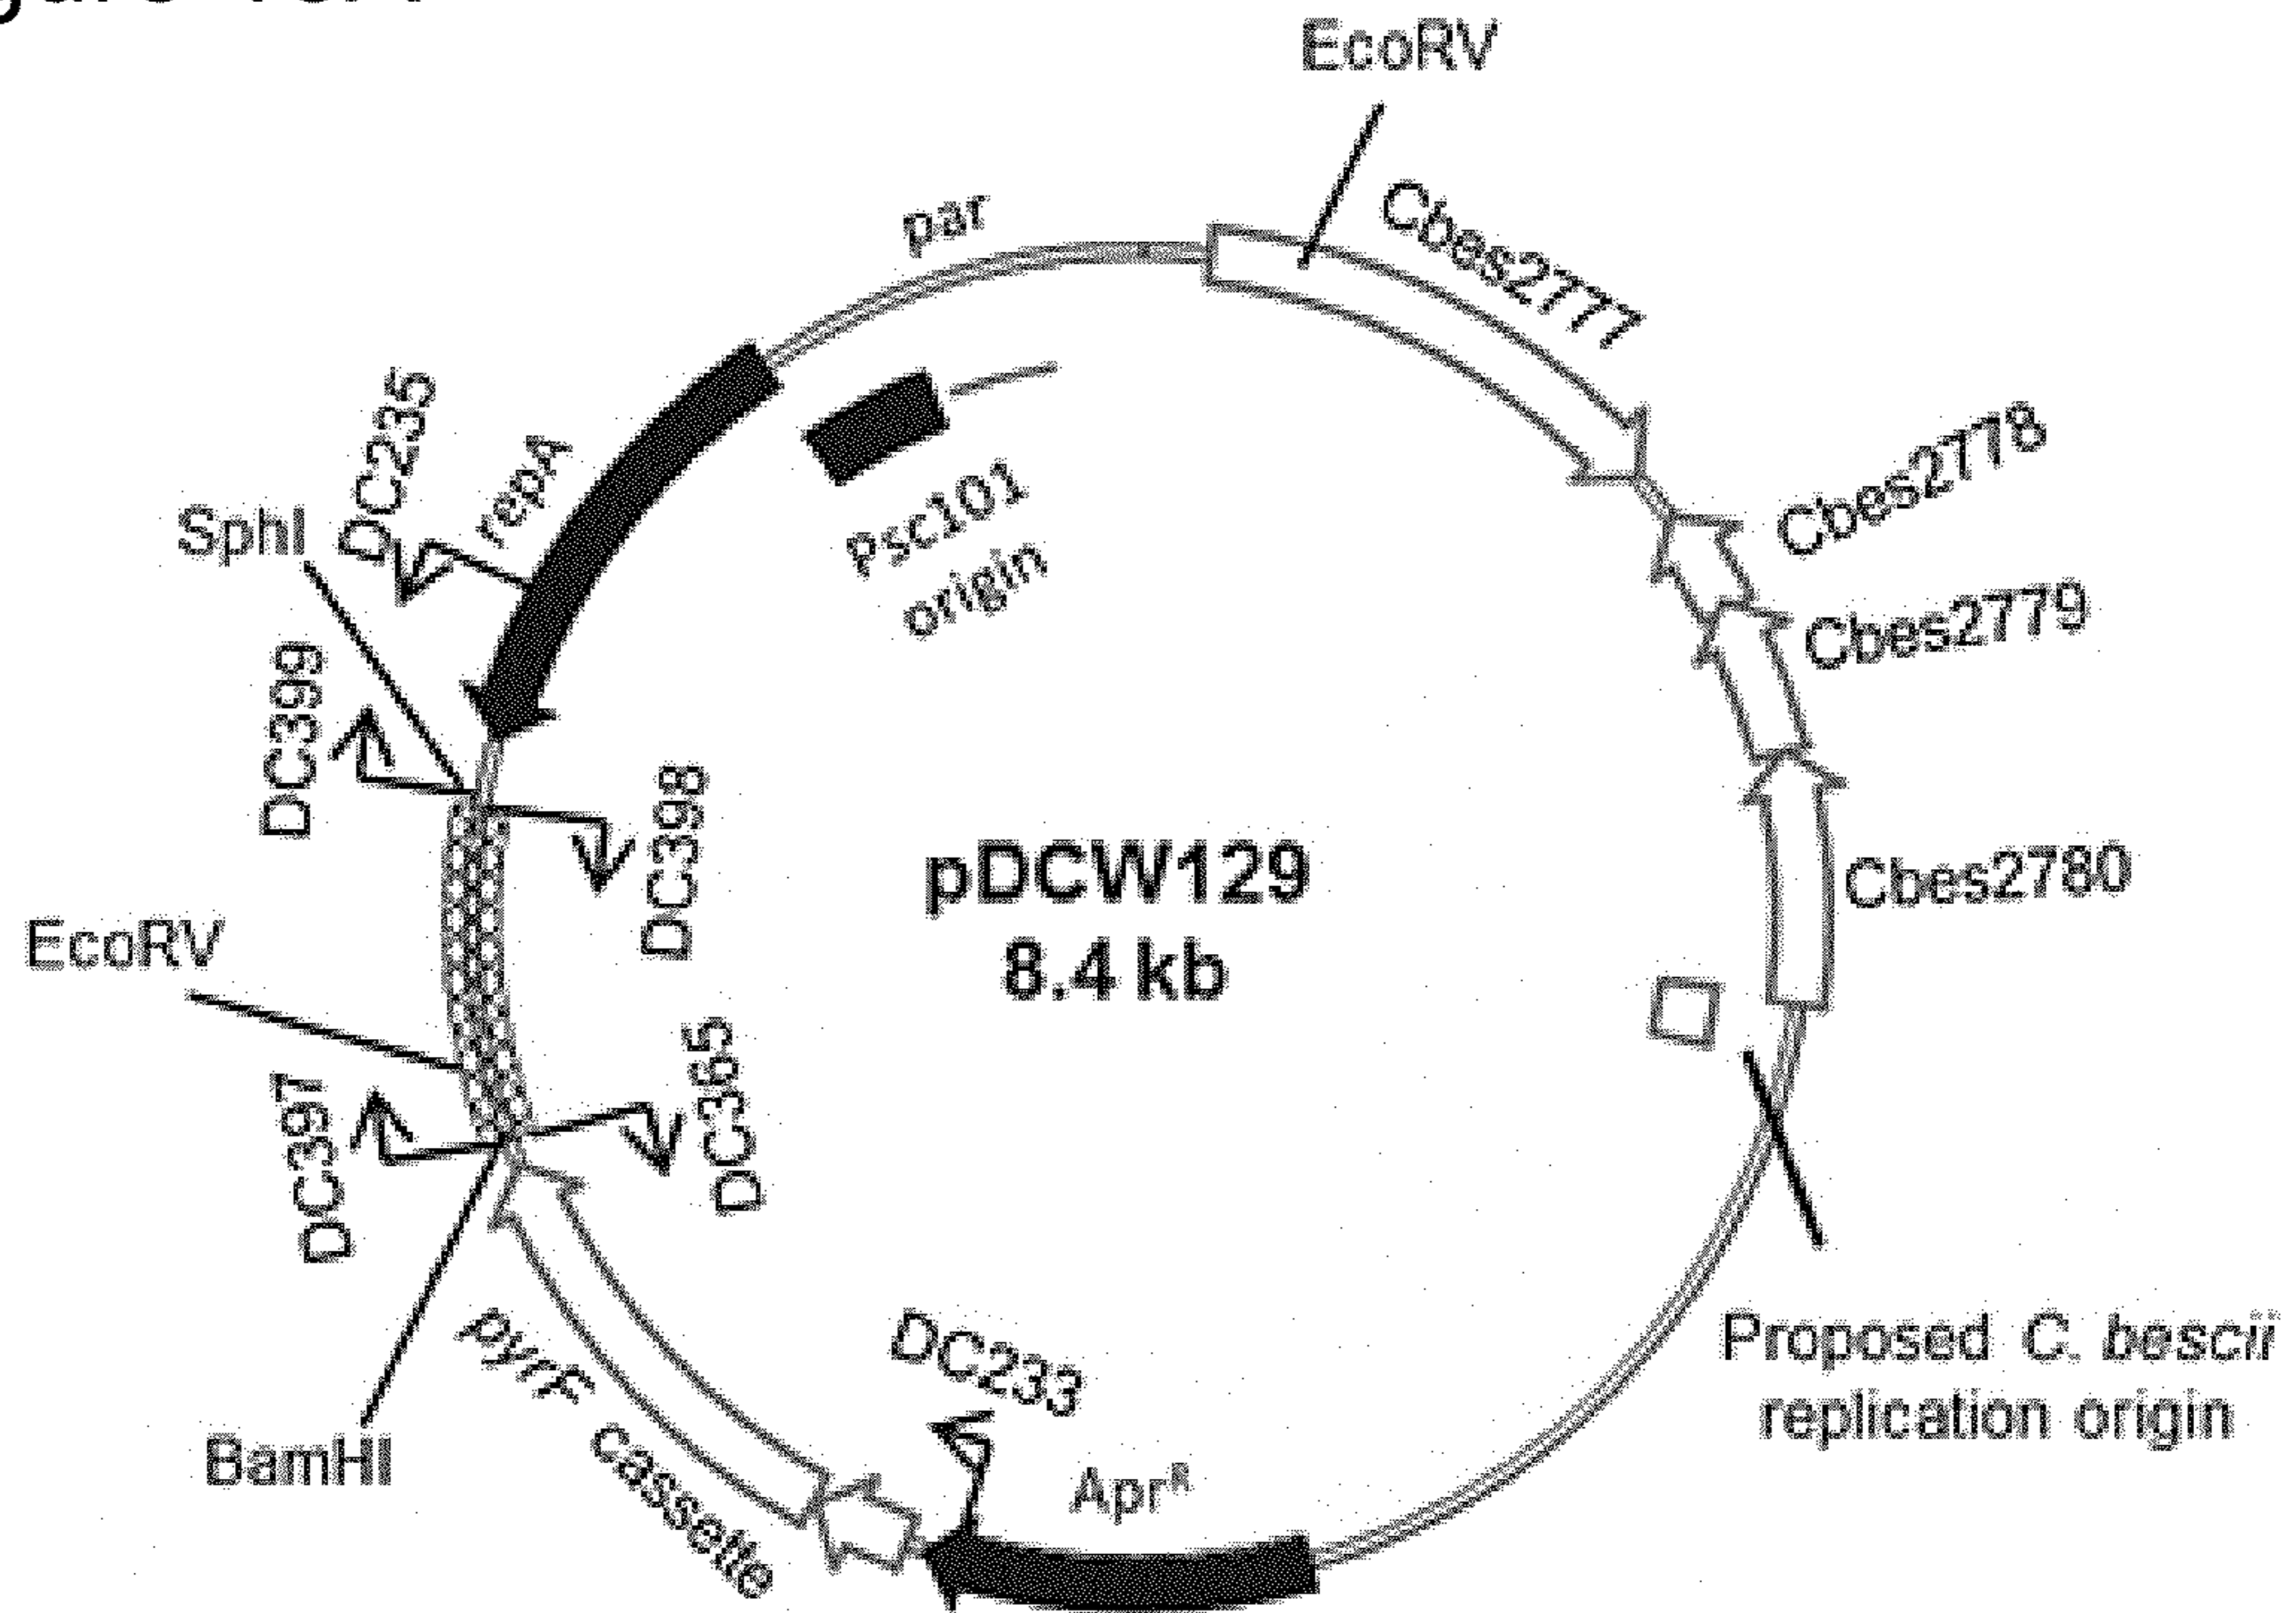 EcoRV
par
Cbes2777
DC235
repA
SphI
Psc101
origin
Cbes2778
Cbes2779
DC399
DC398
pDCW129
8.4 kb
Cbes2780
EcoRV
DC397
DC365
BamHI
pyrF cassette
DC233
Apr^R
Proposed C. bescii
replication origin